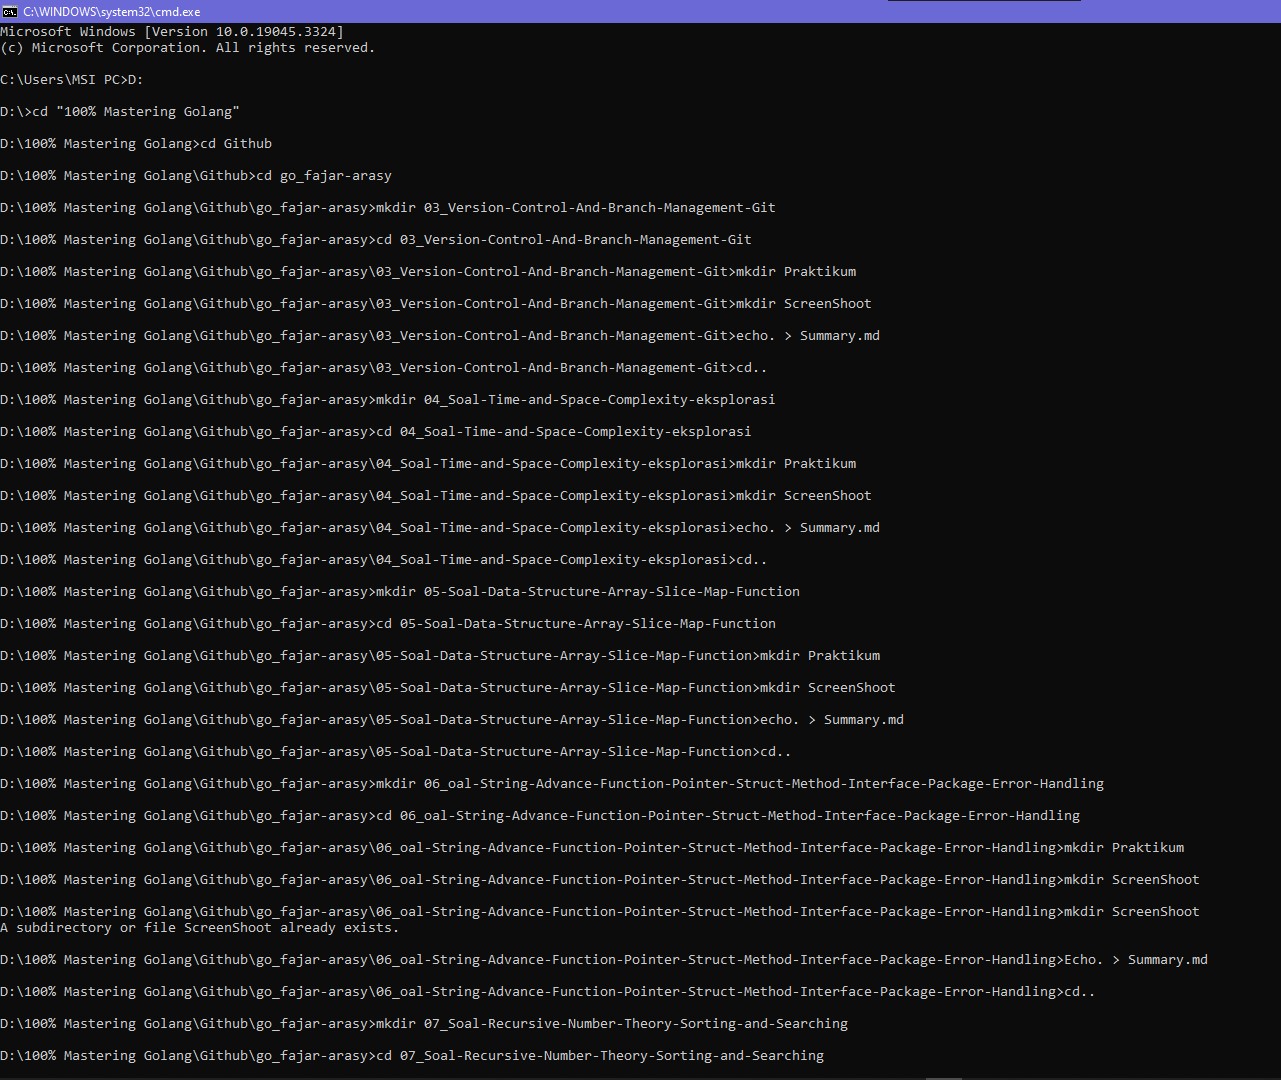 C:\WINDOWS\system32\cmd.exe
Microsoft Windows [Version 10.0.19045.3324]
(c) Microsoft Corporation. All rights reserved.
C:\Users\MSI PC>D:
D:\>cd "100% Mastering Golang"
D:\100% Mastering Golang>cd Github
D:\100% Mastering Golang\Github>cd go_fajar-arasy
D:\100% Mastering Golang\Github\go_fajar-arasy>mkdir 03_Version-Control-And-Branch-Management-Git
D:\100% Mastering Golang\Github\go_fajar-arasy>cd 03_Version-Control-And-Branch-Management-Git
D:\100% Mastering Golang\Github\go_fajar-arasy\03_Version-Control-And-Branch-Management-Git>mkdir Praktikum
D:\100% Mastering Golang\Github\go_fajar-arasy\03_Version-Control-And-Branch-Management-Git>mkdir ScreenShoot
D:\100% Mastering Golang\Github\go_fajar-arasy\03_Version-Control-And-Branch-Management-Git>echo. > Summary.md
D:\100% Mastering Golang\Github\go_fajar-arasy\03_Version-Control-And-Branch-Management-Git>cd..
D:\100% Mastering Golang\Github\go_fajar-arasy>mkdir 04_Soal-Time-and-Space-Complexity-eksplorasi
D:\100% Mastering Golang\Github\go_fajar-arasy>cd 04_Soal-Time-and-Space-Complexity-eksplorasi
D:\100% Mastering Golang\Github\go_fajar-arasy\04_Soal-Time-and-Space-Complexity-eksplorasi>mkdir Praktikum
D:\100% Mastering Golang\Github\go_fajar-arasy\04_Soal-Time-and-Space-Complexity-eksplorasi>mkdir ScreenShoot
D:\100% Mastering Golang\Github\go_fajar-arasy\04_Soal-Time-and-Space-Complexity-eksplorasi>echo. > Summary.md
D:\100% Mastering Golang\Github\go_fajar-arasy\04_Soal-Time-and-Space-Complexity-eksplorasi>cd..
D:\100% Mastering Golang\Github\go_fajar-arasy>mkdir 05-Soal-Data-Structure-Array-Slice-Map-Function
D:\100% Mastering Golang\Github\go_fajar-arasy>cd 05-Soal-Data-Structure-Array-Slice-Map-Function
D:\100% Mastering Golang\Github\go_fajar-arasy\05-Soal-Data-Structure-Array-Slice-Map-Function>mkdir Praktikum
D:\100% Mastering Golang\Github\go_fajar-arasy\05-Soal-Data-Structure-Array-Slice-Map-Function>mkdir ScreenShoot
D:\100% Mastering Golang\Github\go_fajar-arasy\05-Soal-Data-Structure-Array-Slice-Map-Function>echo. > Summary.md
D:\100% Mastering Golang\Github\go_fajar-arasy\05-Soal-Data-Structure-Array-Slice-Map-Function>cd..
D:\100% Mastering Golang\Github\go_fajar-arasy>mkdir 06_oal-String-Advance-Function-Pointer-Struct-Method-Interface-Package-Error-Handling
D:\100% Mastering Golang\Github\go_fajar-arasy>cd 06_oal-String-Advance-Function-Pointer-Struct-Method-Interface-Package-Error-Handling
D:\100% Mastering Golang\Github\go_fajar-arasy\06_oal-String-Advance-Function-Pointer-Struct-Method-Interface-Package-Error-Handling>mkdir Praktikum
D:\100% Mastering Golang\Github\go_fajar-arasy\06_oal-String-Advance-Function-Pointer-Struct-Method-Interface-Package-Error-Handling>mkdir ScreenShoot
D:\100% Mastering Golang\Github\go_fajar-arasy\06_oal-String-Advance-Function-Pointer-Struct-Method-Interface-Package-Error-Handling>mkdir ScreenShoot
A subdirectory or file ScreenShoot already exists.
D:\100% Mastering Golang\Github\go_fajar-arasy\06_oal-String-Advance-Function-Pointer-Struct-Method-Interface-Package-Error-Handling>Echo. > Summary.md
D:\100% Mastering Golang\Github\go_fajar-arasy\06_oal-String-Advance-Function-Pointer-Struct-Method-Interface-Package-Error-Handling>cd..
D:\100% Mastering Golang\Github\go_fajar-arasy>mkdir 07_Soal-Recursive-Number-Theory-Sorting-and-Searching
D:\100% Mastering Golang\Github\go_fajar-arasy>cd 07_Soal-Recursive-Number-Theory-Sorting-and-Searching